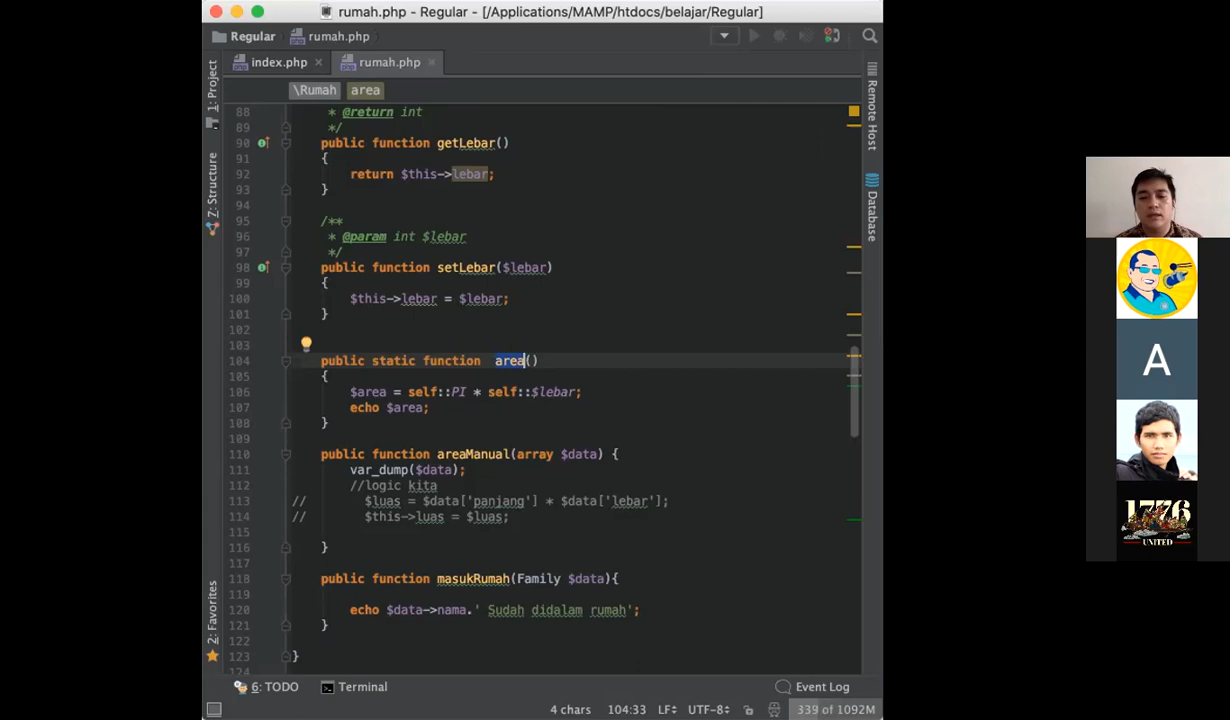 rumah.php - Regular - [/Applications/MAMP/htdocs/belajar/Regular]
Regular rumah.php
index.php rumah.php
\Rumah area
1: Project
Z: Structure
2: Favorites
Remote Host
Database
88 * @return int
89 */
90 public function getLebar()
91 {
92 return $this->lebar;
93 }
94
95 /**
96 * @param int $lebar
97 */
98 public function setLebar($lebar)
99 {
100 $this->lebar = $lebar;
101 }
102
103
104 public static function area()
105 {
106 $area = self::PI * self::$lebar;
107 echo $area;
108 }
109
110 public function areaManual(array $data) {
111 var_dump($data);
112 //logic kita
113 // $luas = $data['panjang'] * $data['lebar'];
114 // $this->luas = $luas;
115
116 }
117
118 public function masukRumah(Family $data){
119
120 echo $data->nama.' Sudah didalam rumah';
121 }
122
123 }
124
6: TODO Terminal Event Log
4 chars 104:33 LF UTF-8 339 of 1092M
A
1776
UNITED